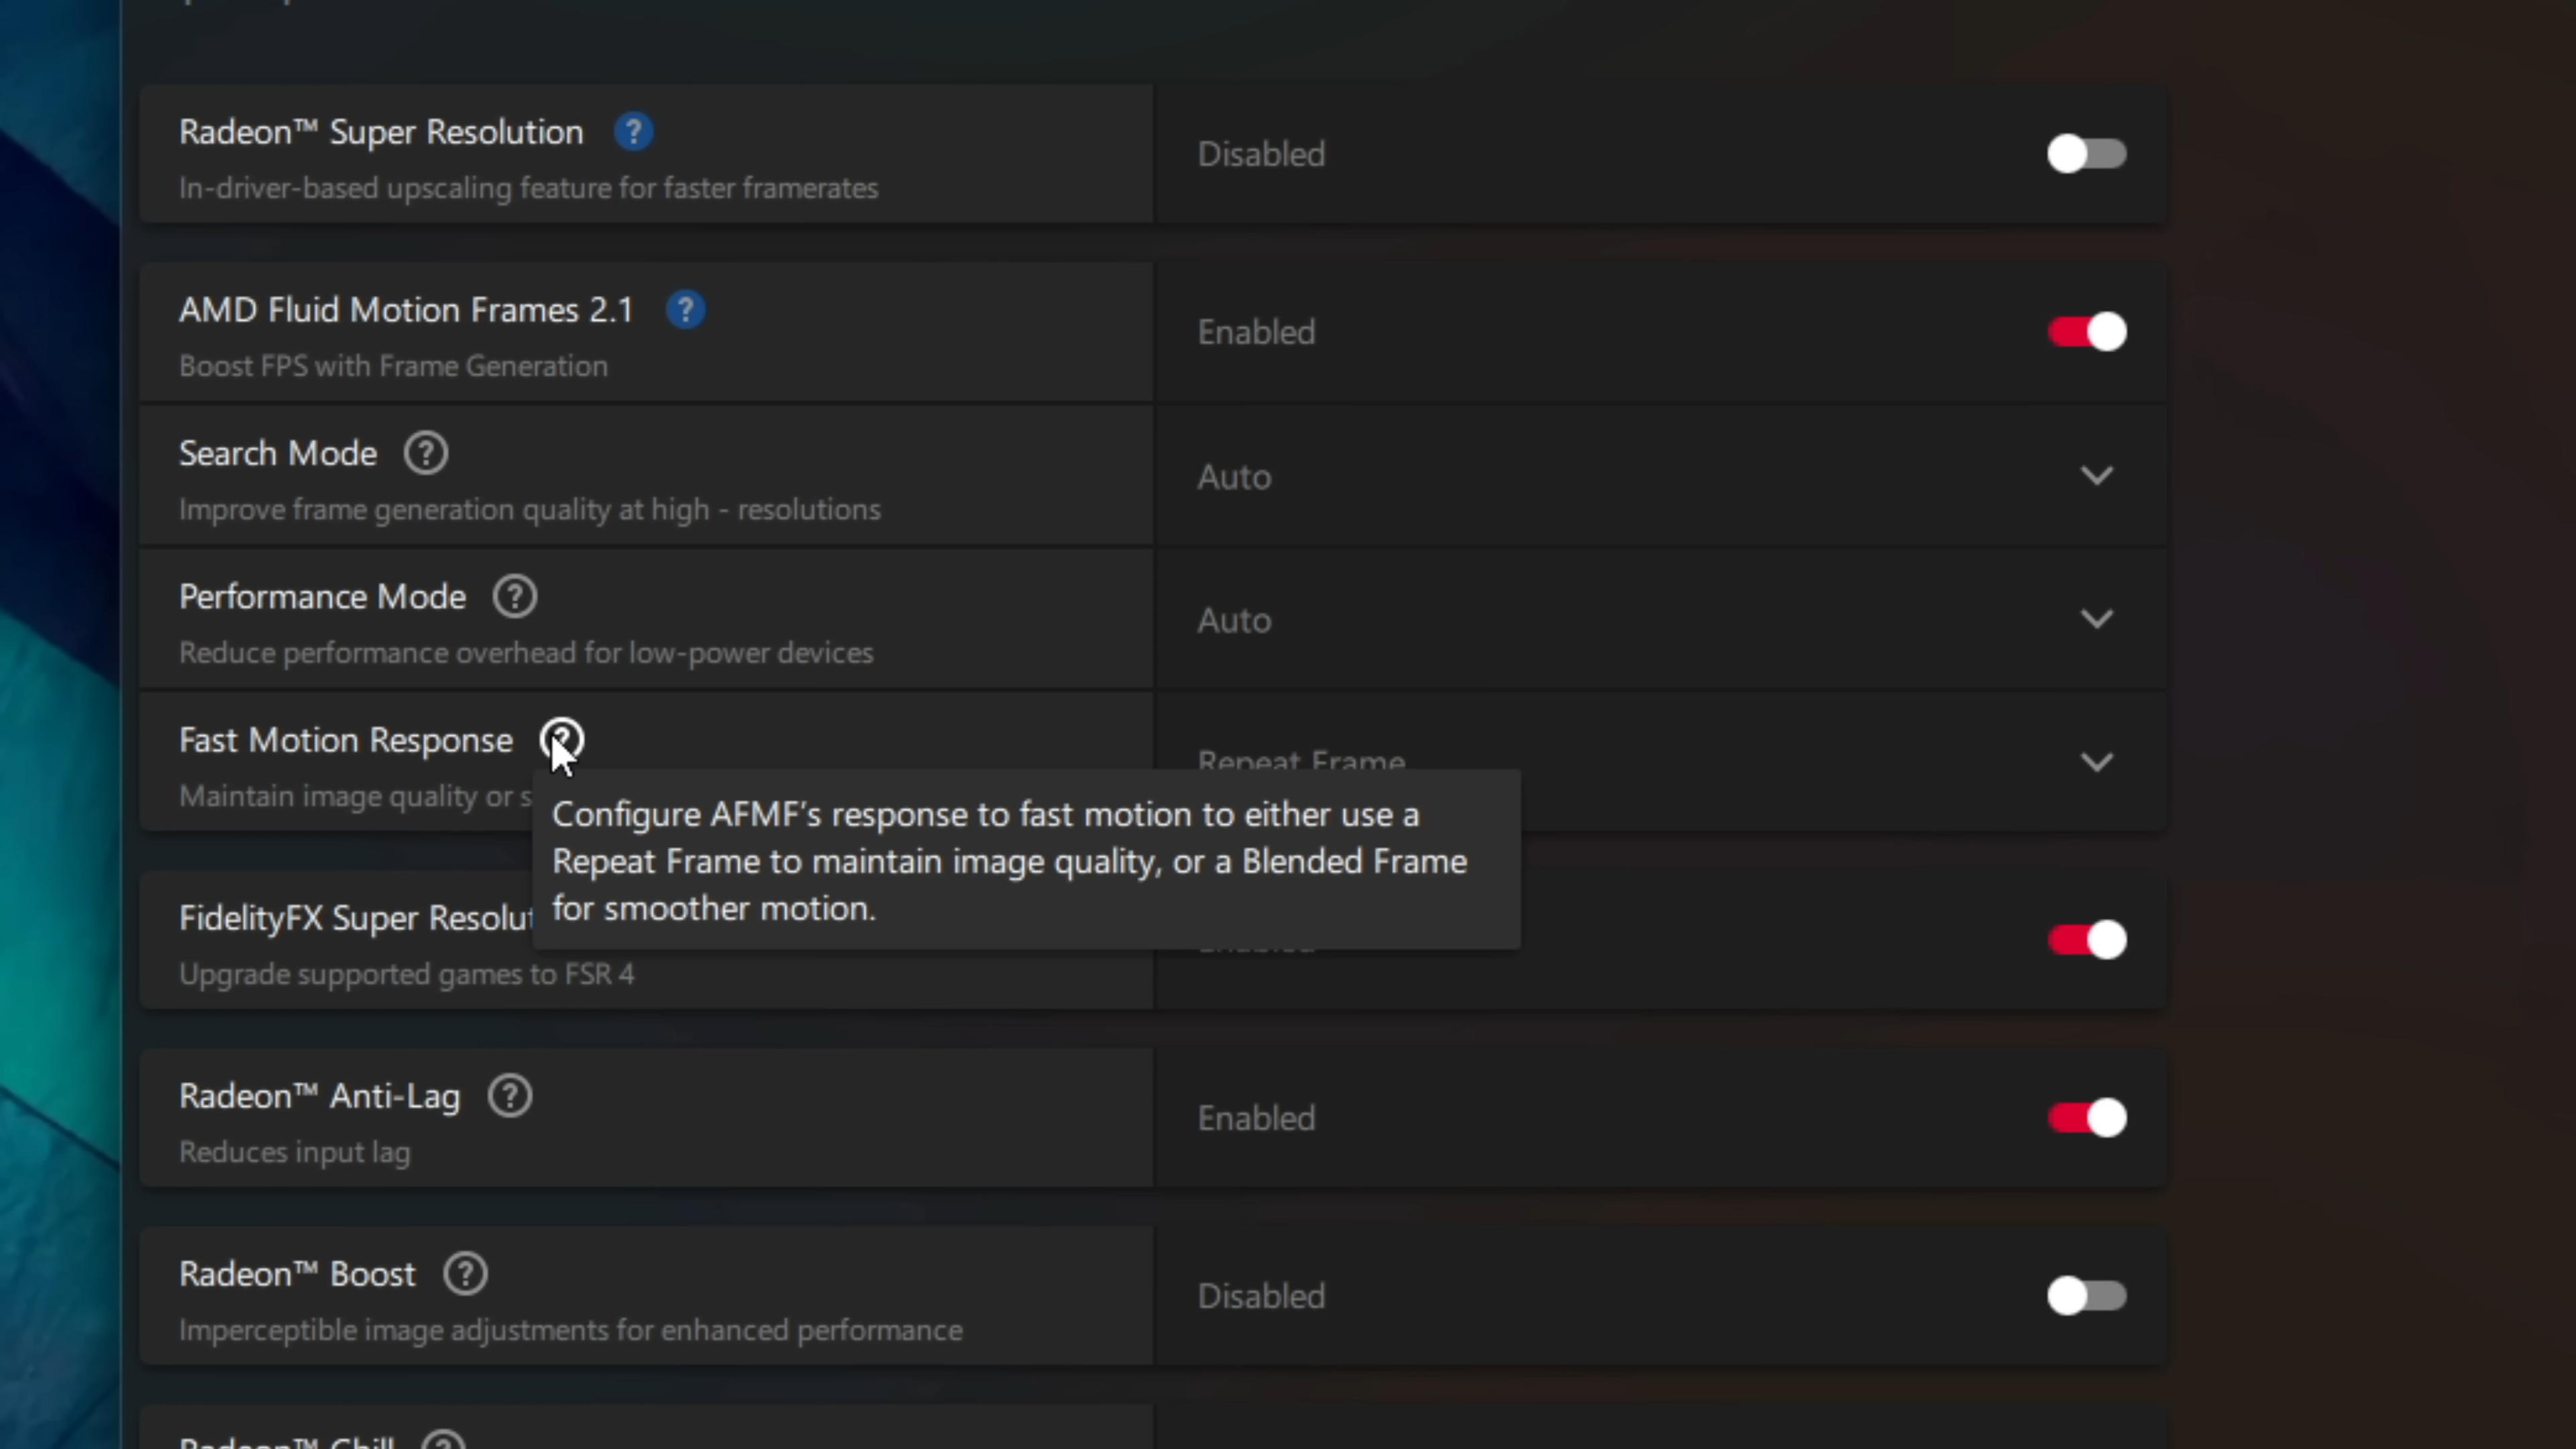 Radeon™ Super Resolution ?
In-driver-based upscaling feature for faster framerates
Disabled
AMD Fluid Motion Frames 2.1 ?
Boost FPS with Frame Generation
Enabled
Search Mode ?
Improve frame generation quality at high - resolutions
Auto
Performance Mode ?
Reduce performance overhead for low-power devices
Auto
Fast Motion Response ?
Maintain image quality or s
Repeat Frame
Configure AFMF's response to fast motion to either use a
Repeat Frame to maintain image quality, or a Blended Frame
for smoother motion.
FidelityFX Super Resolut
Upgrade supported games to FSR 4
Radeon™ Anti-Lag ?
Reduces input lag
Enabled
Radeon™ Boost ?
Imperceptible image adjustments for enhanced performance
Disabled
Radeon™ Chill ?